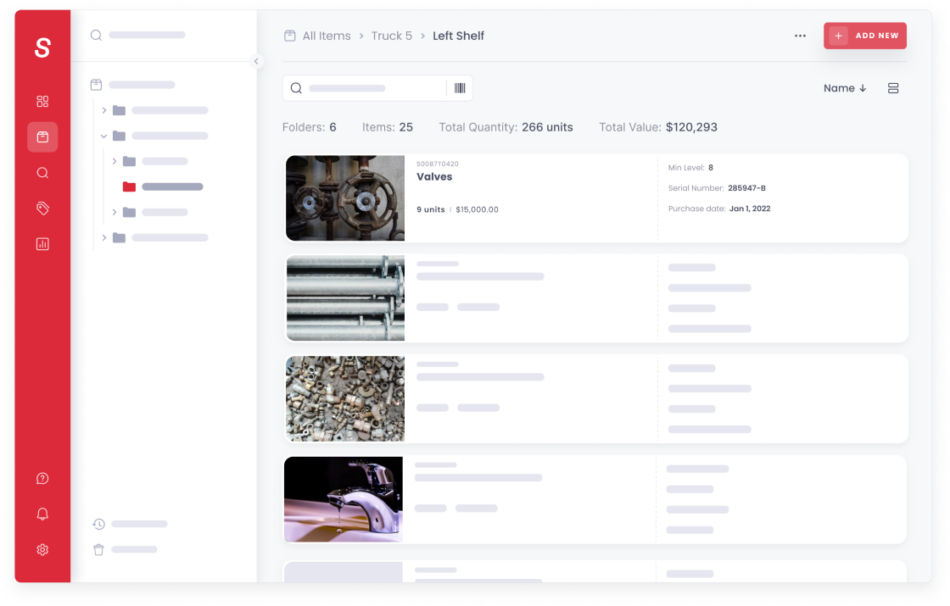 S
All Items > Truck 5 > Left Shelf
+ ADD NEW
Name ↓
Folders: 6 Items: 25 Total Quantity: 266 units Total Value: $120,293
S0087T0420
Valves
9 units | $15,000.00
Min Level: 8
Serial Number: 285947-B
Purchase date: Jan 1, 2022